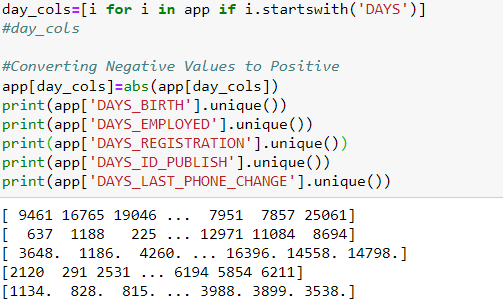 day_cols=[i for i in app if i.startswith('DAYS')]
#day_cols
#Converting Negative Values to Positive
app[day_cols]=abs(app[day_cols])
print(app['DAYS_BIRTH'].unique())
print(app['DAYS_EMPLOYED'].unique())
print(app['DAYS_REGISTRATION'].unique())
print(app['DAYS_ID_PUBLISH'].unique())
print(app['DAYS_LAST_PHONE_CHANGE'].unique())
[ 9461 16765 19046 ...  7951  7857 25061]
[  637  1188   225 ... 12971 11084  8694]
[ 3648.  1186.  4260. ... 16396. 14558. 14798.]
[2120  291 2531 ... 6194 5854 6211]
[1134.  828.  815. ... 3988. 3899. 3538.]